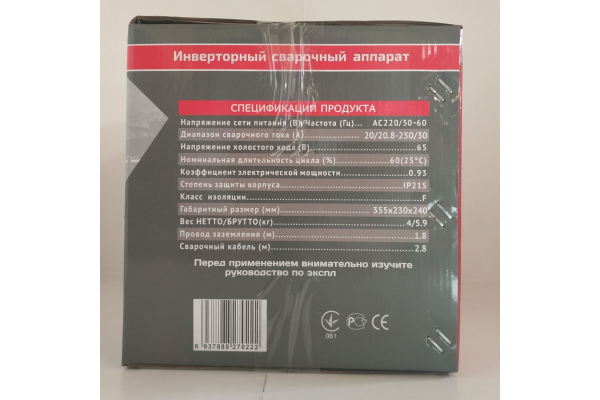 Инверторный сварочный аппарат
СПЕЦИФИКАЦИИ ПРОДУКТА
Напряжение сети питания (В)/Частота (Гц) AC220/50-60
Диапазон сварочного тока (А) 20/20.8-250/30
Напряжение холостого хода (В) 65
Номинальная длительность цикла (%) 60(25°C)
Коэффициент электрической мощности 0.93
Степень защиты корпуса IP21S
Класс изоляции F
Габаритный размер (мм) 355x230x240
Вес НЕТТО/БРУТТО(кг) 4/5.9
Провод заземления (м) 1.8
Сварочный кабель (м) 2.8
Перед применением внимательно изучите
руководство по экспл
6 937888 270222
061
РС
CE